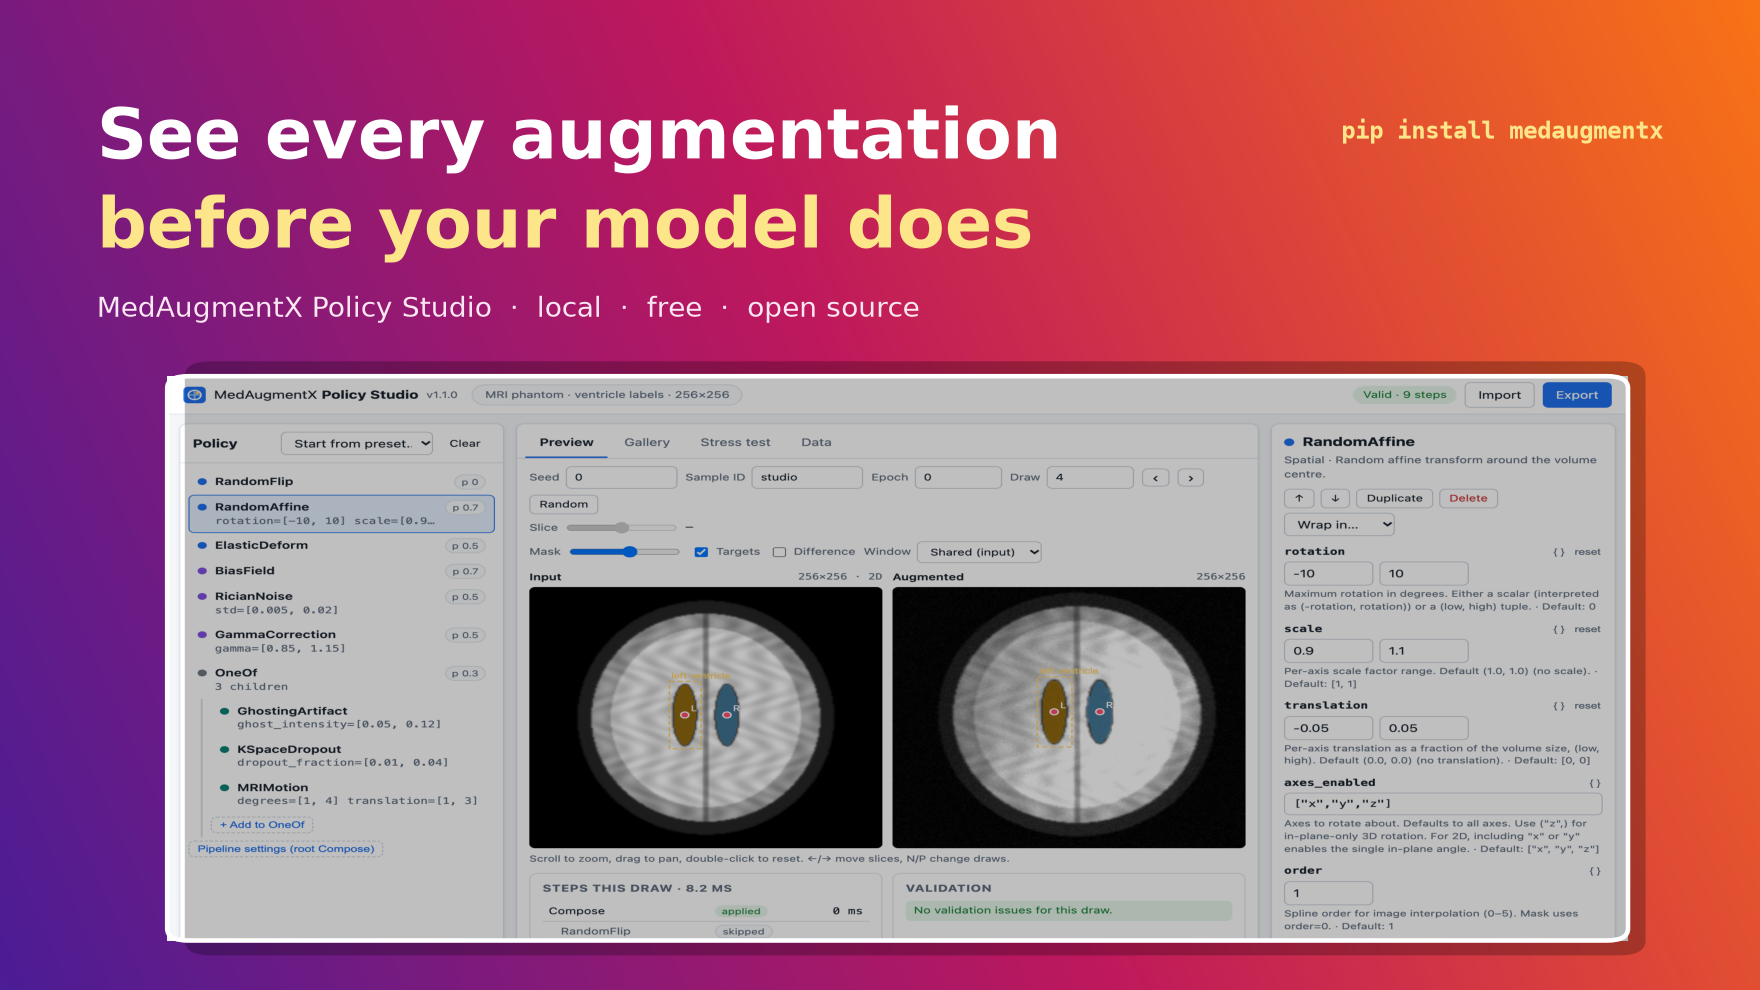 See every augmentation
before your model does
pip install medaugmentx
MedAugmentX Policy Studio · local · free · open source
MedAugmentX Policy Studio v1.1.0 MRI phantom · ventricle labels · 256×256 Valid · 9 steps Import Export
Policy Start from preset.. Clear
RandomFlip p 0
RandomAffine p 0.7
rotation=[−10, 10] scale=[0.9…
ElasticDeform p 0.5
BiasField p 0.7
RicianNoise p 0.5
std=[0.005, 0.02]
GammaCorrection p 0.5
gamma=[0.85, 1.15]
OneOf p 0.3
3 children
GhostingArtifact
ghost_intensity=[0.05, 0.12]
KSpaceDropout
dropout_fraction=[0.01, 0.04]
MRIMotion
degrees=[1, 4] translation=[1, 3]
+ Add to OneOf
Pipeline settings (root Compose)
Preview Gallery Stress test Data
Seed 0 Sample ID studio Epoch 0 Draw 4 ‹ ›
Random
Slice −
Mask Targets Difference Window Shared (input)
Input 256×256 · 2D Augmented 256×256
left ventricle
L R
left ventricle
L R
Scroll to zoom, drag to pan, double-click to reset. ←/→ move slices, N/P change draws.
STEPS THIS DRAW · 8.2 MS
Compose applied 0 ms
RandomFlip skipped
VALIDATION
No validation issues for this draw.
RandomAffine
Spatial · Random affine transform around the volume
centre.
↑ ↓ Duplicate Delete
Wrap in...
rotation {} reset
-10 10
Maximum rotation in degrees. Either a scalar (interpreted
as (-rotation, rotation)) or a (low, high) tuple. · Default: 0
scale {} reset
0.9 1.1
Per-axis scale factor range. Default (1.0, 1.0) (no scale). ·
Default: [1, 1]
translation {} reset
-0.05 0.05
Per-axis translation as a fraction of the volume size, (low,
high). Default (0.0, 0.0) (no translation). · Default: [0, 0]
axes_enabled {}
["x","y","z"]
Axes to rotate about. Defaults to all axes. Use ("z",) for
in-plane-only 3D rotation. For 2D, including "x" or "y"
enables the single in-plane angle. · Default: ["x", "y", "z"]
order {}
1
Spline order for image interpolation (0–5). Mask uses
order=0. · Default: 1